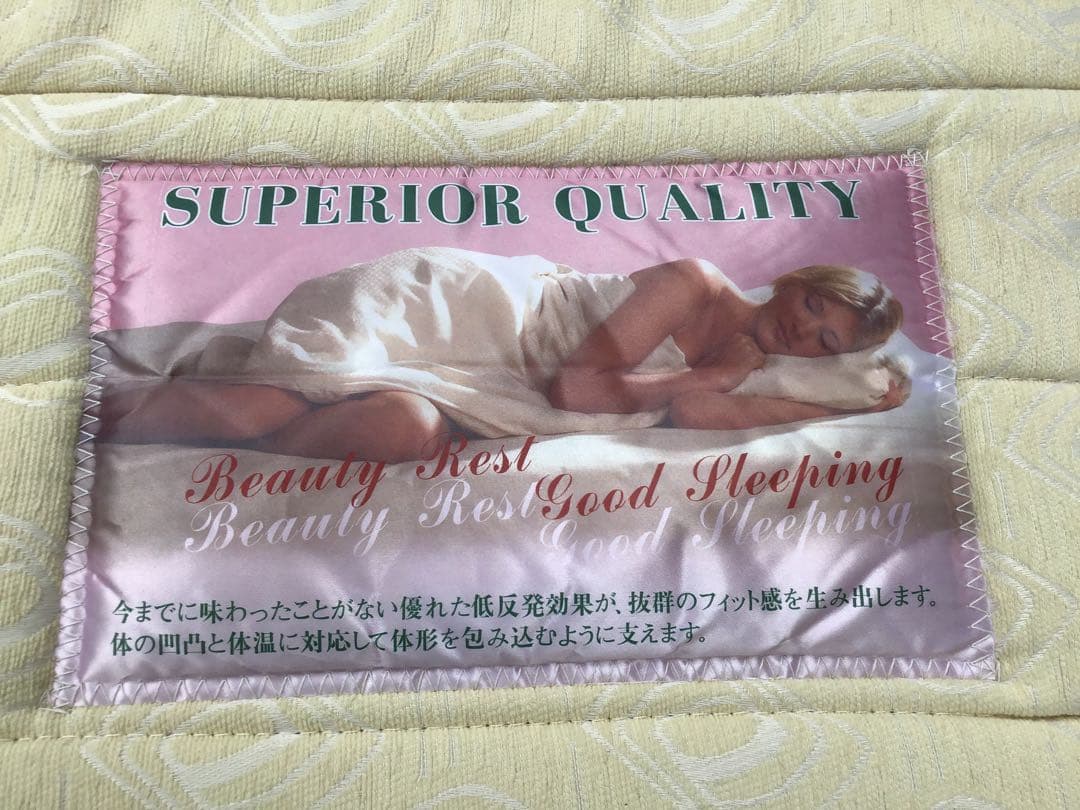 SUPERIOR QUALITY
Beauty Rest Good Sleeping
Beauty Rest Good Sleeping
今までに味わったことがない優れた低反発効果が、抜群のフィット感を生み出します。
体の凹凸と体温に対応して体形を包み込むように支えます。